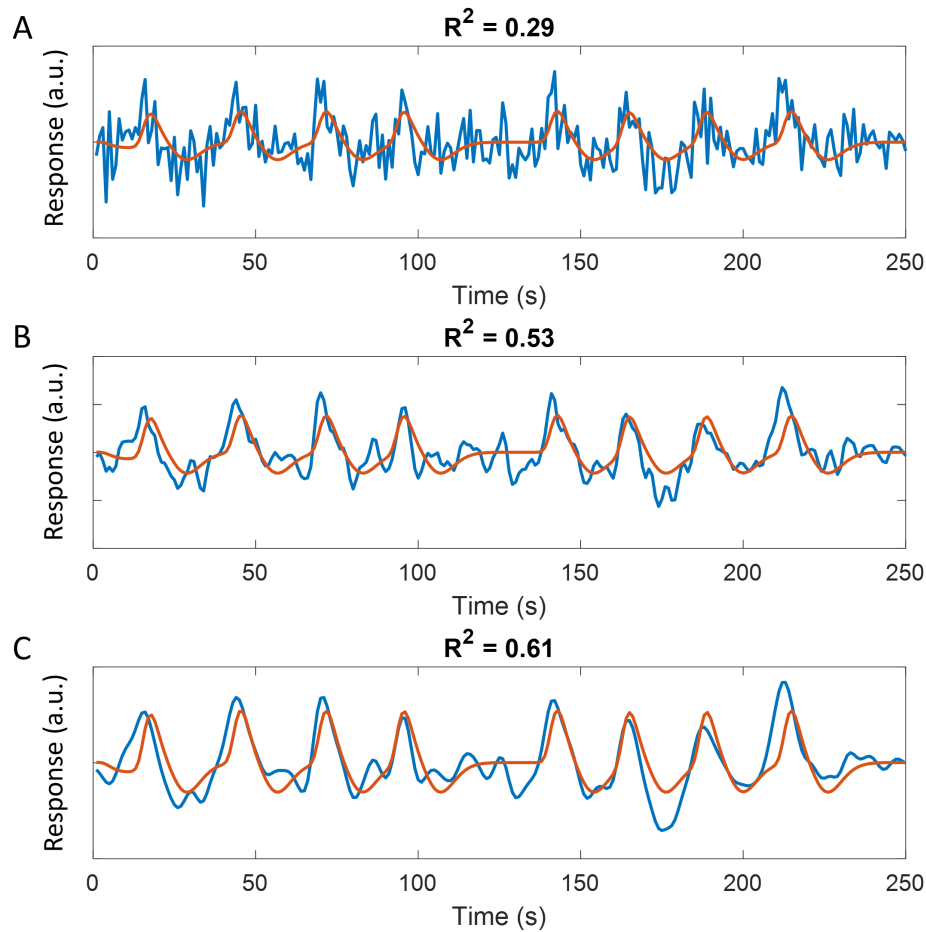 A
R² = 0.29
Response (a.u.)
0 50 100 150 200 250
Time (s)
B
R² = 0.53
Response (a.u.)
0 50 100 150 200 250
Time (s)
C
R² = 0.61
Response (a.u.)
0 50 100 150 200 250
Time (s)